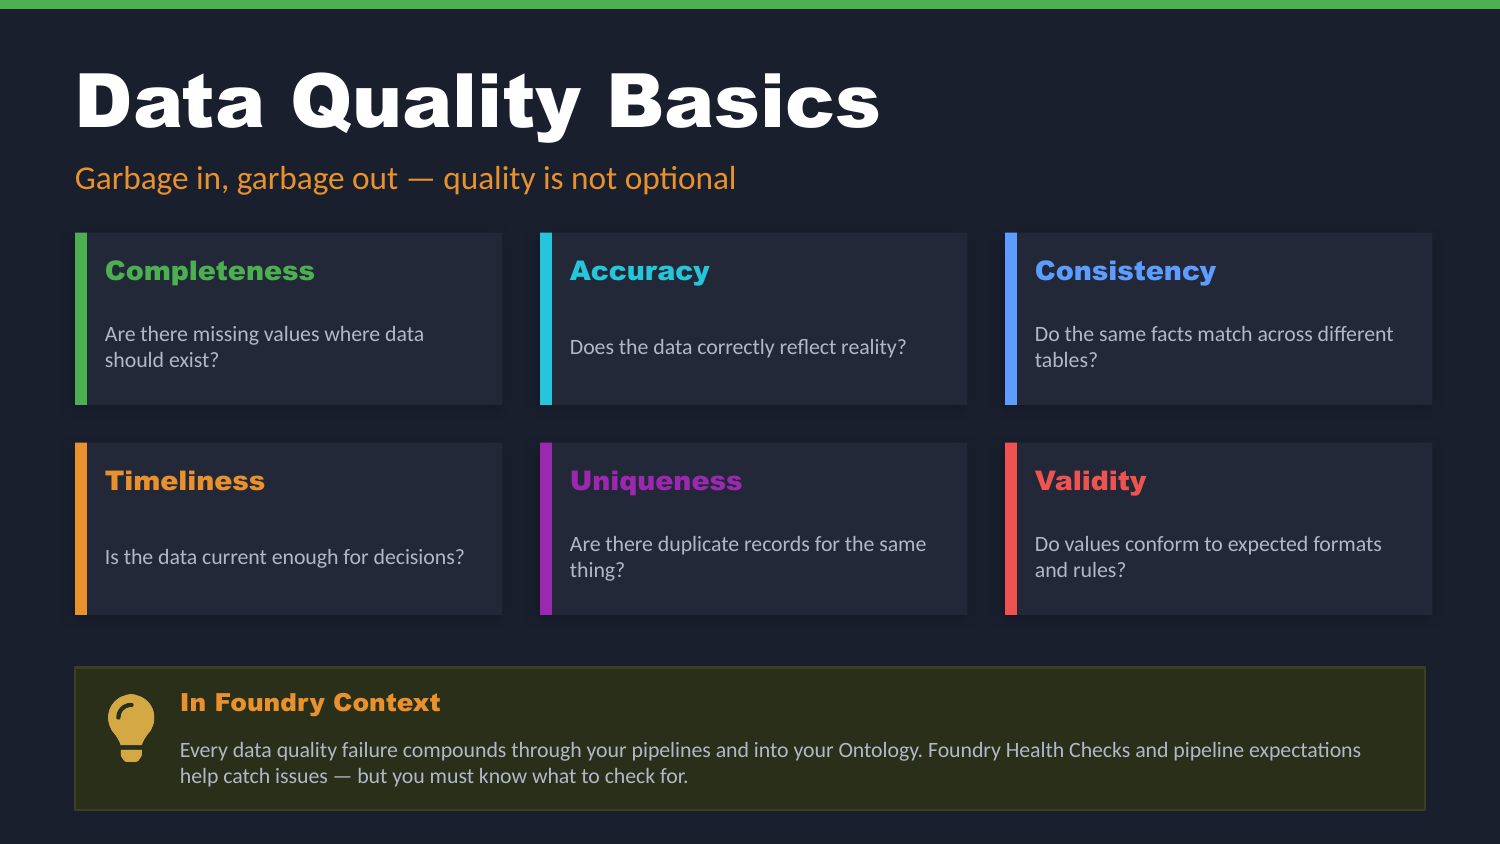 Data Quality Basics
Garbage in, garbage out — quality is not optional
Completeness
Are there missing values where data
should exist?
Accuracy
Does the data correctly reflect reality?
Consistency
Do the same facts match across different
tables?
Timeliness
Is the data current enough for decisions?
Uniqueness
Are there duplicate records for the same
thing?
Validity
Do values conform to expected formats
and rules?
In Foundry Context
Every data quality failure compounds through your pipelines and into your Ontology. Foundry Health Checks and pipeline expectations
help catch issues — but you must know what to check for.